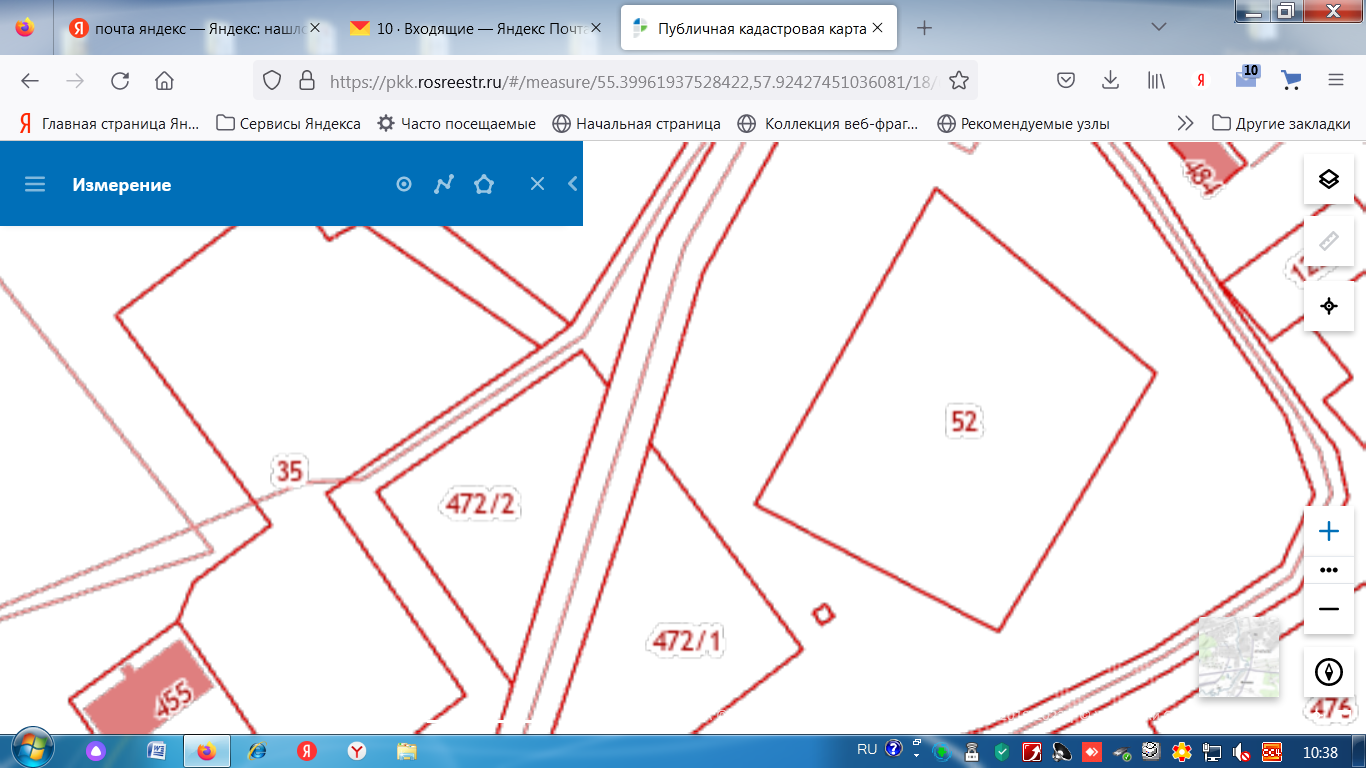 почта яндекс — Яндекс: нашло
10 · Входящие — Яндекс Почта
Публичная кадастровая карта
https://pkk.rosreestr.ru/#/measure/55.39961937528422,57.92427451036081/18/
10
Главная страница Ян...
Сервисы Яндекса
Часто посещаемые
Начальная страница
Коллекция веб-фраг...
Рекомендуемые узлы
Другие закладки
Измерение
484
52
35
472/2
472/1
455
476
RU
10:38